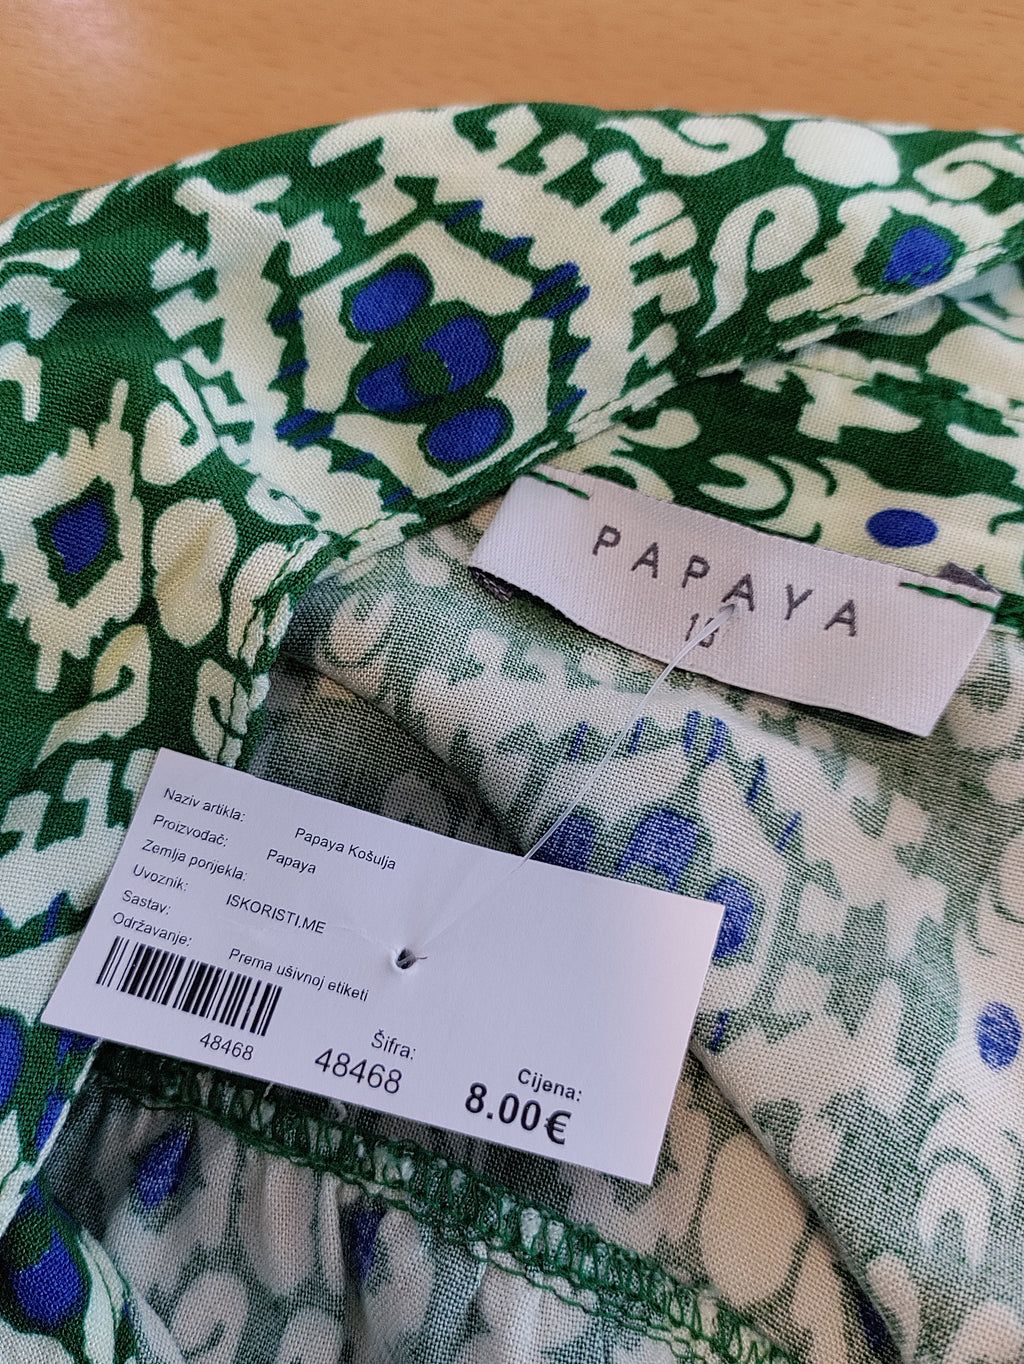 PAPAYA
Naziv artikla: Papaya Košulja
Proizvođač: Papaya
Zemlja porijekla:
Uvoznik: ISKORISTI,ME
Sastav:
Održavanje: Prema ušivnoj etiketi
48468
Šifra:
48468
Cijena:
8.00€